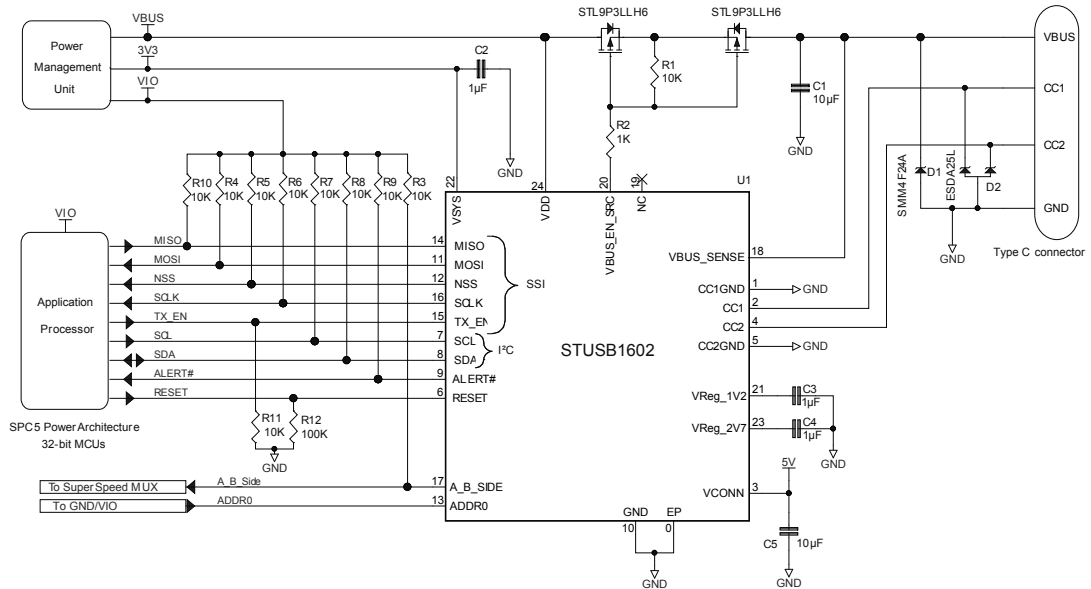 STL9P3LLH6
STL9P3LLH6
VBUS
Power
Management
Unit
3V3
VIO
C2
1µF
GND
R1
10K
R2
1K
C1
10µF
GND
VBUS
CC1
CC2
GND
Type C connector
SMM4F24A
D1
ESDA25L
D2
GND
R10
10K
R4
10K
R5
10K
R6
10K
R7
10K
R8
10K
R9
10K
R3
10K
22
VSYS
24
VDD
20
VBUS_EN_SRC
19
NC
U1
VIO
Application
Processor
SPC5 Power Architecture
32-bit MCUs
MISO
14
MISO
MOSI
11
MOSI
NSS
12
NSS
SCLK
16
SCLK
TX_EN
15
TX_EN
SSI
SCL
7
SCL
SDA
8
SDA
I²C
ALERT#
9
ALERT#
RESET
6
RESET
STUSB1602
VBUS_SENSE
18
CC1GND
1
GND
CC1
2
CC2
4
CC2GND
5
GND
VReg_1V2
21
C3
1µF
VReg_2V7
23
C4
1µF
GND
R11
10K
R12
100K
GND
5V
VCONN
3
C5
10µF
GND
To SuperSpeed MUX
A_B_Side
17
A_B_SIDE
To GND/VIO
ADDR0
13
ADDR0
GND
10
EP
0
GND